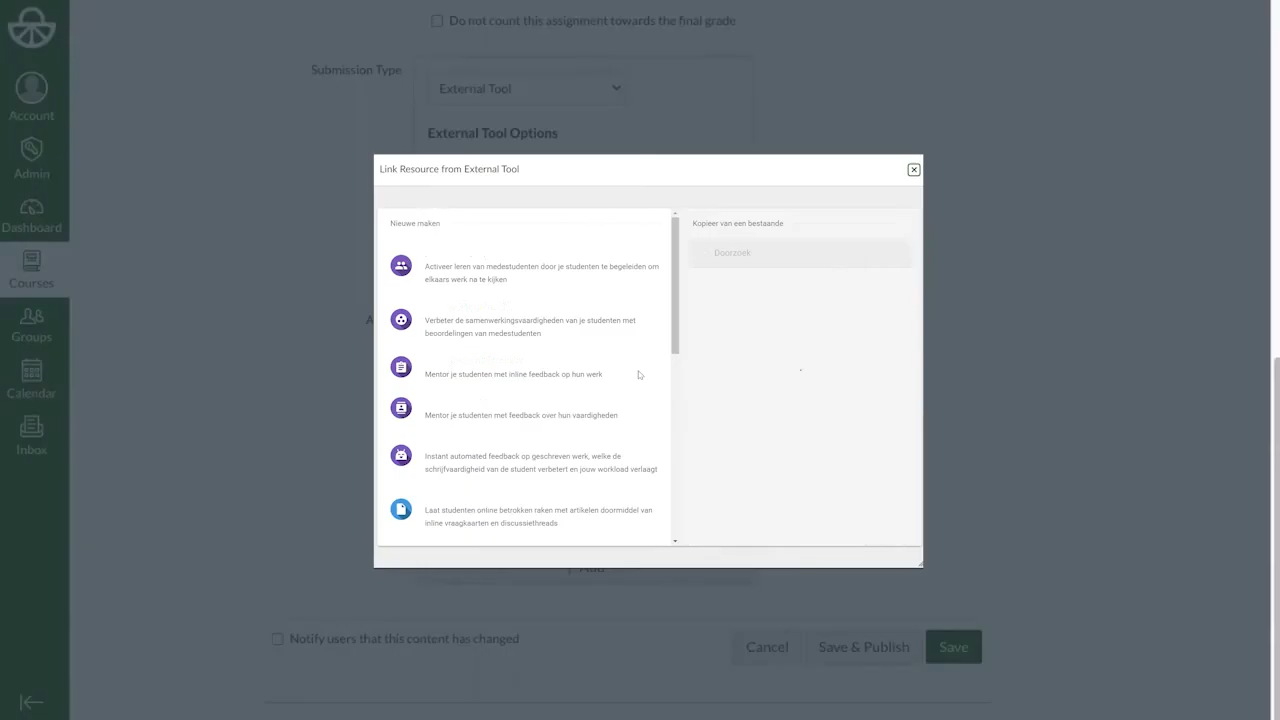 Do not count this assignment towards the final grade
Submission Type
External Tool
External Tool Options
Account
Admin
Dashboard
Courses
Groups
Calendar
Inbox
Link Resource from External Tool
Nieuwe maken
Activeer leren van medestudenten door je studenten te begeleiden om
elkaars werk na te kijken
Verbeter de samenwerkingsvaardigheden van je studenten met
beoordelingen van medestudenten
Mentor je studenten met inline feedback op hun werk
Mentor je studenten met feedback over hun vaardigheden
Instant automated feedback op geschreven werk, welke de
schrijfvaardigheid van de student verbetert en jouw workload verlaagt
Laat studenten online betrokken raken met artikelen doormiddel van
inline vraagkaarten en discussiethreads
Kopieer van een bestaande
Doorzoek
Notify users that this content has changed
Cancel
Save & Publish
Save